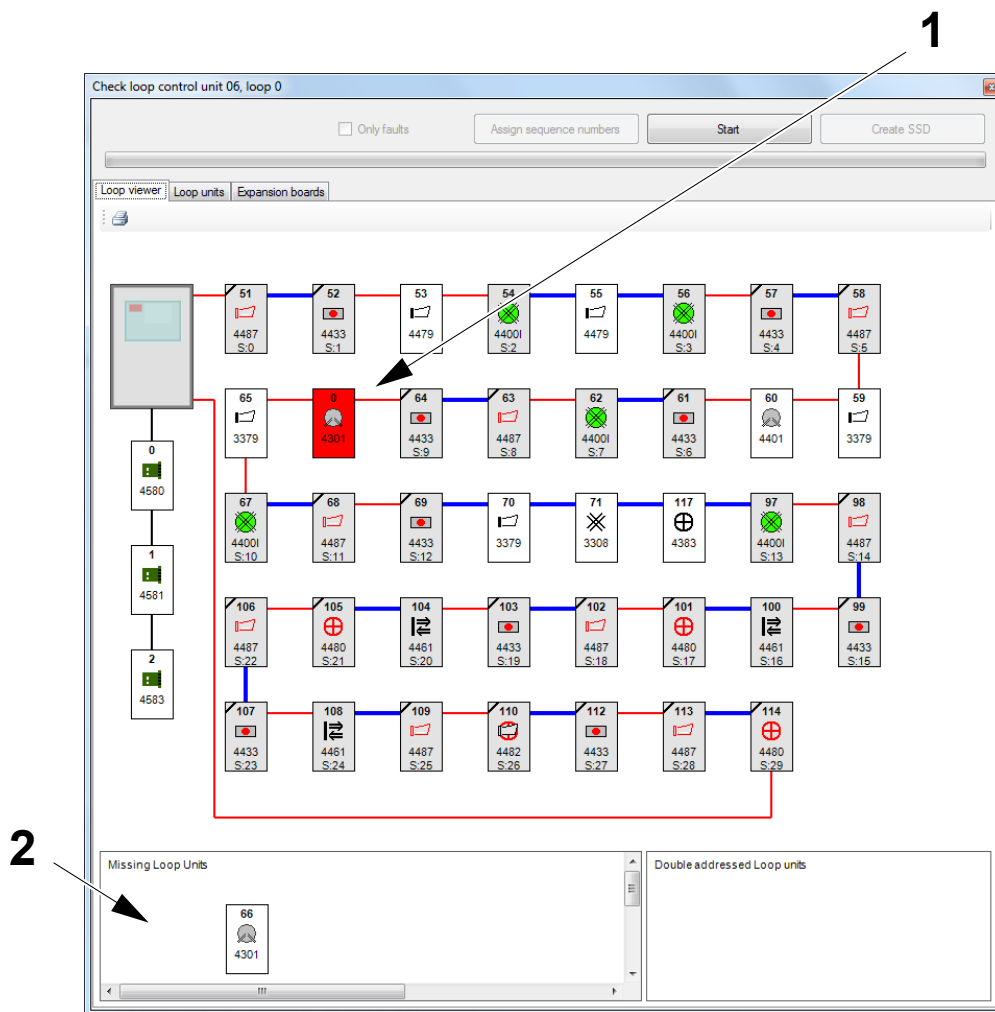 1
Check loop control unit 06, loop 0
Only faults Assign sequence numbers Start Create SSD
Loop viewer Loop units Expansion boards
51 52 53 54 55 56 57 58
4487 4433 4479 4400I 4479 4400I 4433 4487
S:0 S:1 S:2 S:3 S:4 S:5
65 0 64 63 62 61 60 59
3379 4301 4433 4487 4400I 4433 4401 3379
S:9 S:8 S:7 S:6
0
4580
67 68 69 70 71 117 97 98
4400I 4487 4433 3379 3308 4383 4400I 4487
S:10 S:11 S:12 S:13 S:14
1
4581
106 105 104 103 102 101 100 99
4487 4480 4461 4433 4487 4480 4461 4433
S:22 S:21 S:20 S:19 S:18 S:17 S:16 S:15
2
4583
107 108 109 110 112 113 114
4433 4461 4487 4482 4433 4487 4480
S:23 S:24 S:25 S:26 S:27 S:28 S:29
2
Missing Loop Units
66
4301
Double addressed Loop units